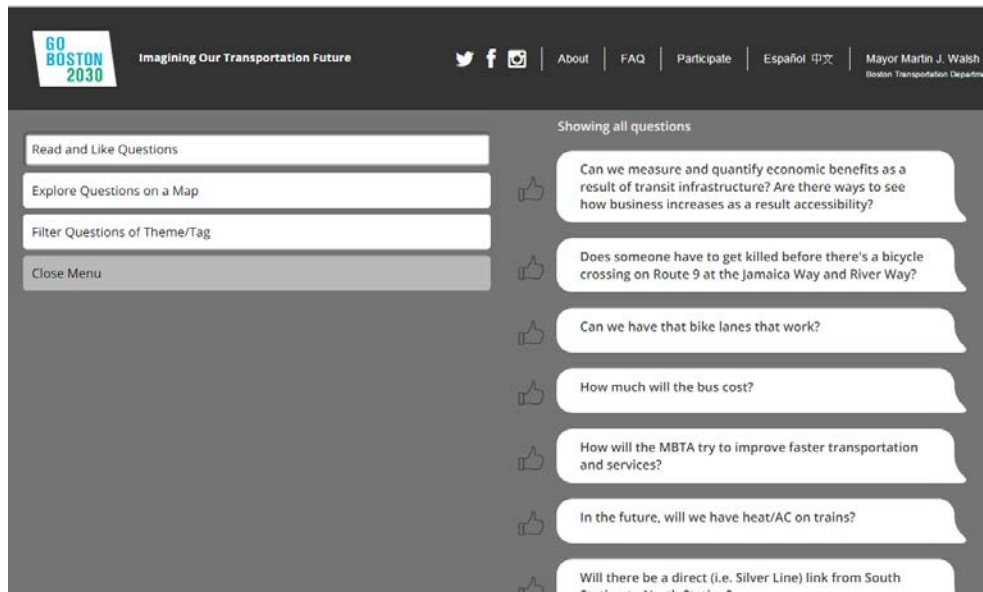 GO
BOSTON
2030
Imagining Our Transportation Future
About
FAQ
Participate
Español 中文
Mayor Martin J. Walsh
Boston Transportation Departme
Read and Like Questions
Explore Questions on a Map
Filter Questions of Theme/Tag
Close Menu
Showing all questions
Can we measure and quantify economic benefits as a
result of transit infrastructure? Are there ways to see
how business increases as a result accessibility?
Does someone have to get killed before there's a bicycle
crossing on Route 9 at the Jamaica Way and River Way?
Can we have that bike lanes that work?
How much will the bus cost?
How will the MBTA try to improve faster transportation
and services?
In the future, will we have heat/AC on trains?
Will there be a direct (i.e. Silver Line) link from South